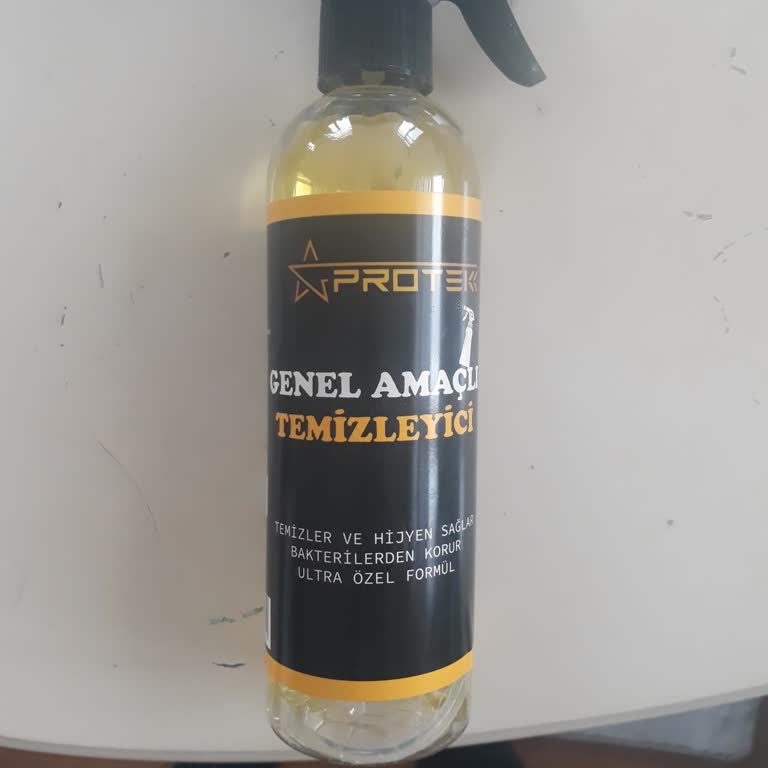 PROTEK
GENEL AMAÇLI
TEMİZLEYİCİ
TEMİZLER VE HİJYEN SAĞLAR
BAKTERİLERDEN KORUR
ULTRA ÖZEL FORMÜL